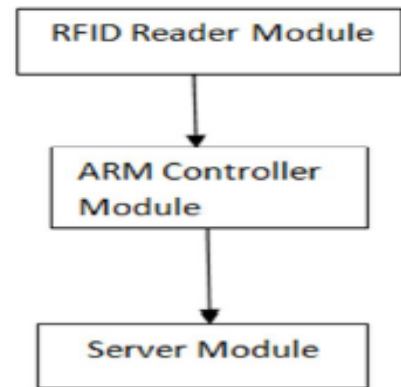 RFID Reader Module
ARM Controller
Module
Server Module